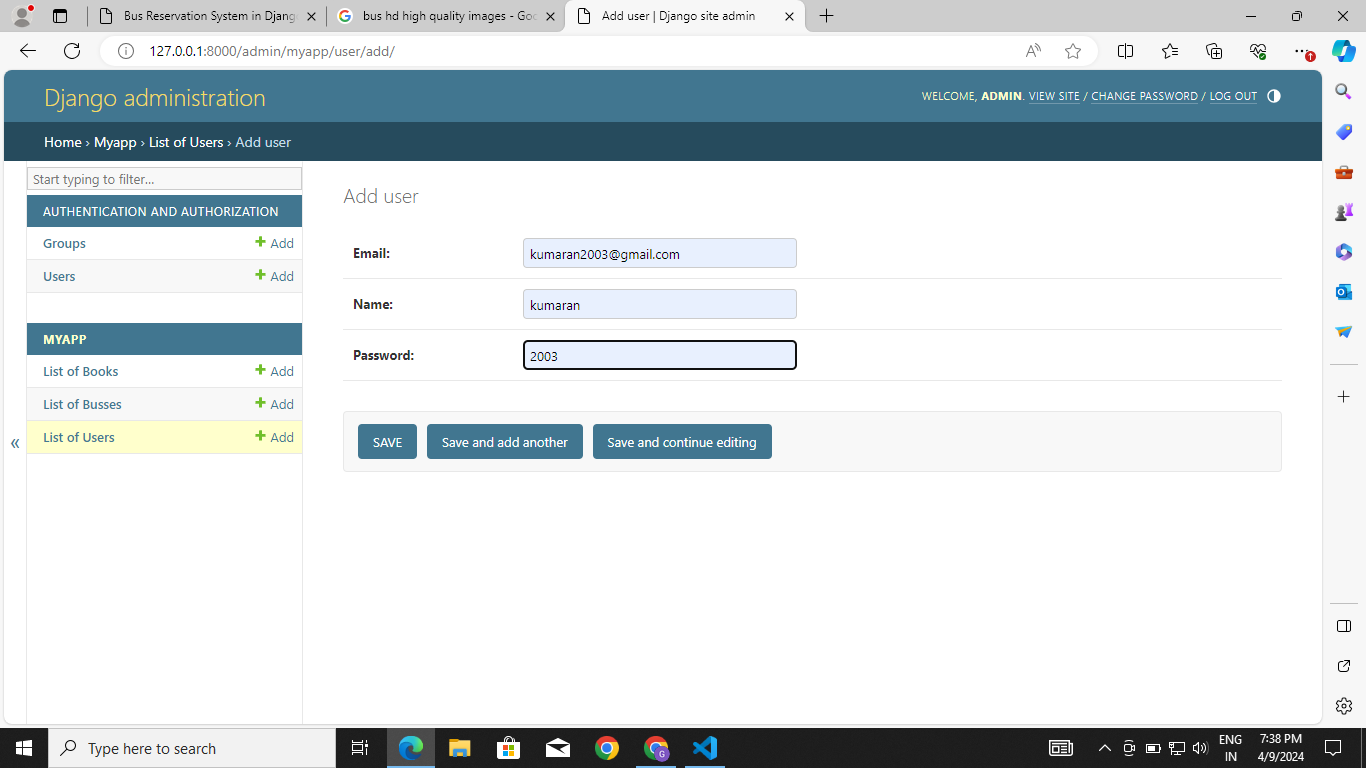 Bus Reservation System in Djang
bus hd high quality images - Goo
Add user | Django site admin
127.0.0.1:8000/admin/myapp/user/add/
Django administration
WELCOME, ADMIN. VIEW SITE / CHANGE PASSWORD / LOG OUT
Home › Myapp › List of Users › Add user
Start typing to filter...
AUTHENTICATION AND AUTHORIZATION
Groups + Add
Users + Add
MYAPP
List of Books + Add
List of Busses + Add
List of Users + Add
«
Add user
Email: kumaran2003@gmail.com
Name: kumaran
Password: 2003
SAVE
Save and add another
Save and continue editing
Type here to search
G
ENG
IN
7:38 PM
4/9/2024